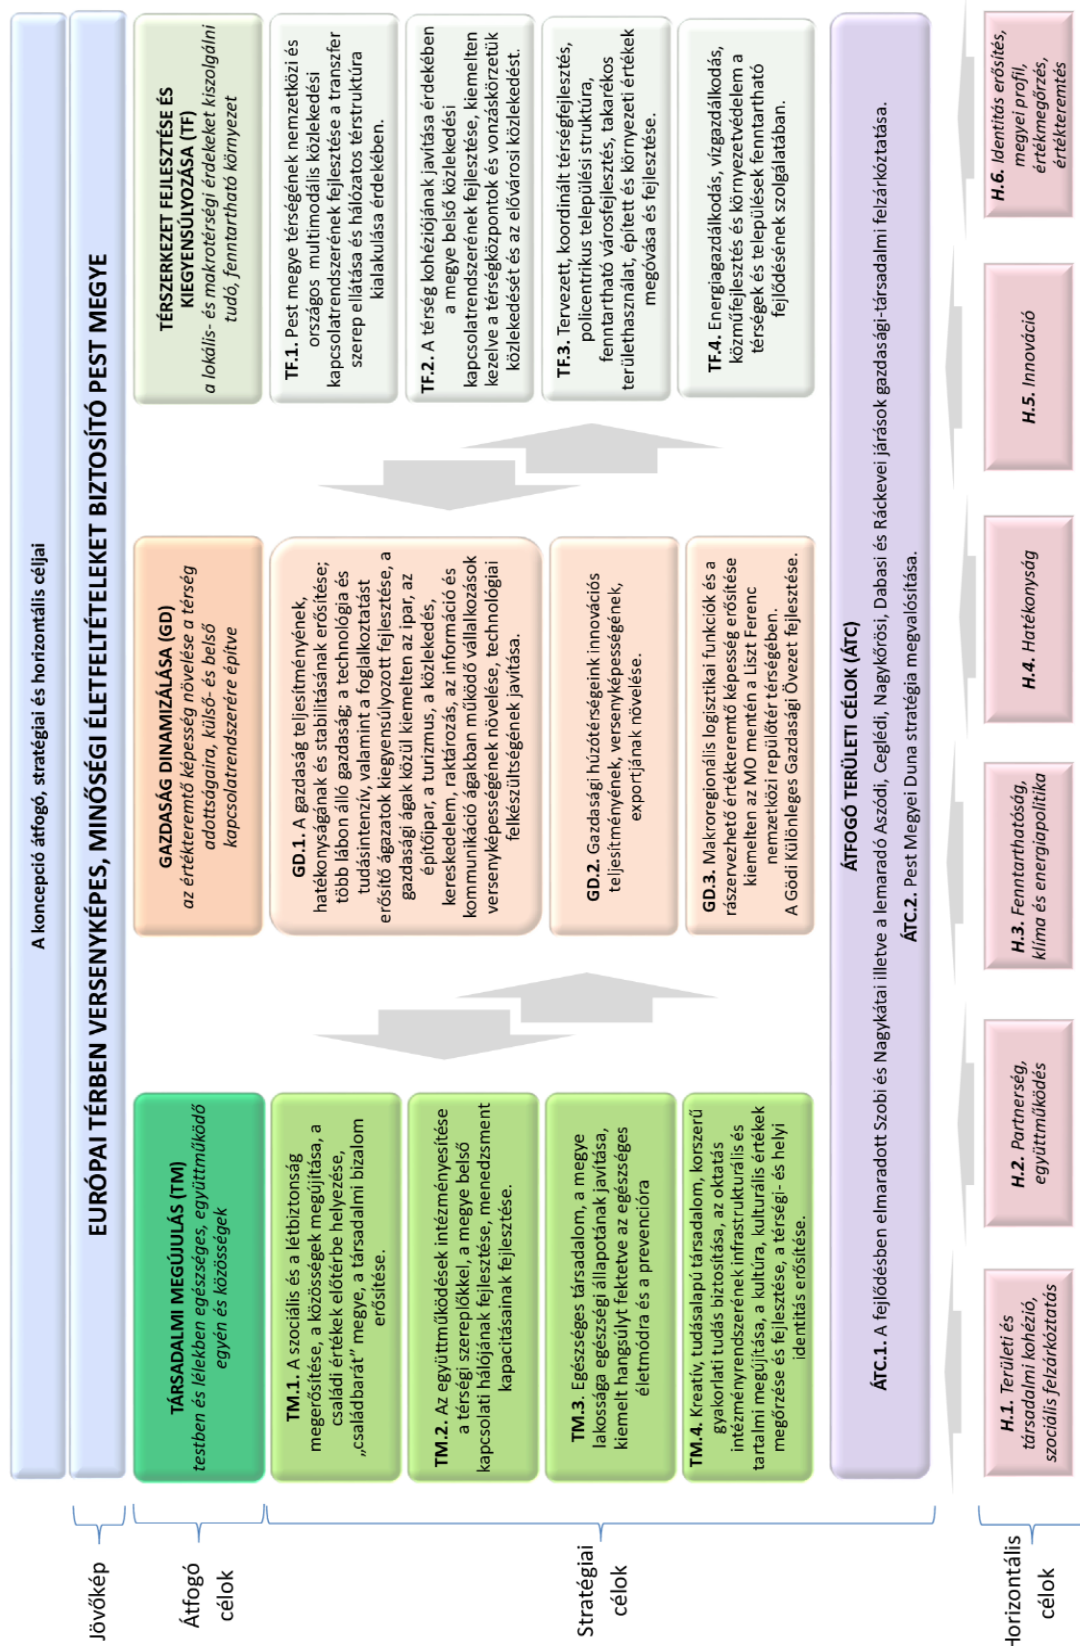 A koncepció átfogó, stratégiai és horizontális céljai
Jövőkép
EURÓPAI TÉRBEN VERSENYKÉPES, MINŐSÉGI ÉLETFELTÉTELEKET BIZTOSÍTÓ PEST MEGYE
Átfogó
célok
TÁRSADALMI MEGÚJULÁS (TM)
testben és lélekben egészséges, együttműködő
egyén és közösségek
GAZDASÁG DINAMIZÁLÁSA (GD)
az értékteremtő képesség növelése a térség
adottságaira, külső- és belső
kapcsolatrendszerére építve
TÉRSZERKEZET FEJLESZTÉSE ÉS
KIEGYENSÚLYOZÁSA (TF)
a lokális- és makrotérségi érdekeket kiszolgálni
tudó, fenntartható környezet
Stratégiai
célok
TM.1. A szociális és a létbiztonság
megerősítése, a közösségek megújítása, a
családi értékek előtérbe helyezése,
„családbarát” megye, a társadalmi bizalom
erősítése.
TM.2. Az együttműködések intézményesítése
a térségi szereplőkkel, a megye belső
kapcsolati hálójának fejlesztése, menedzsment
kapacitásainak fejlesztése.
TM.3. Egészséges társadalom, a megye
lakossága egészségi állapotának javítása,
kiemelt hangsúlyt fektetve az egészséges
életmódra és a prevencióra
TM.4. Kreatív, tudásalapú társadalom, korszerű
gyakorlati tudás biztosítása, az oktatás
intézményrendszerének infrastrukturális és
tartalmi megújítása, a kultúra, kulturális értékek
megőrzése és fejlesztése, a térségi- és helyi
identitás erősítése.
GD.1. A gazdaság teljesítményének,
hatékonyságának és stabilitásának erősítése;
több lábon álló gazdaság, a technológia és
tudásintenzív, valamint a foglalkoztatást
erősítő ágazatok kiegyensúlyozott fejlesztése, a
gazdasági ágak közül kiemelten az ipar, az
építőipar, a turizmus, a közlekedés,
kereskedelem, raktározás, az információ és
kommunikáció ágakban működő vállalkozások
versenyképességének növelése, technológiai
felkészültségének javítása.
GD.2. Gazdasági húzótérségeink innovációs
teljesítményének, versenyképességének,
exportjának növelése.
GD.3. Makroregionális logisztikai funkciók és a
rászervezhető értékteremtő képesség erősítése
kiemelten az MO mentén a Liszt Ferenc
nemzetközi repülőtér térségében.
A Gödi Különleges Gazdasági Övezet fejlesztése.
TF.1. Pest megye térségének nemzetközi és
országos multimodális közlekedési
kapcsolatrendszerének fejlesztése a transzfer
szerep ellátása és hálózatos térstruktúra
kialakulása érdekében.
TF.2. A térség kohéziójának javítása érdekében
a megye belső közlekedési
kapcsolatrendszerének fejlesztése, kiemelten
kezelve a térségközpontok és vonzáskörzetük
közlekedését és az elővárosi közlekedést.
TF.3. Tervezett, koordinált térségfejlesztés,
policentrikus települési struktúra,
fenntartható városfejlesztés, takarékos
területhasználat, épített és környezeti értékek
megóvása és fejlesztése.
TF.4. Energiagazdálkodás, vízgazdálkodás,
közműfejlesztés és környezetvédelem a
térségek és települések fenntartható
fejlődésének szolgálatában.
ÁTFOGÓ TERÜLETI CÉLOK (ÁTC)
ÁTC.1. A fejlődésben elmaradott Szobi és Nagykátai illetve a lemaradó Aszódi, Ceglédi, Nagykőrösi, Dabasi és Ráckevei járások gazdasági-társadalmi felzárkóztatása.
ÁTC.2. Pest Megyei Duna stratégia megvalósítása.
Horizontális
célok
H.1. Területi és
társadalmi kohézió,
szociális felzárkóztatás
H.2. Partnerség,
együttműködés
H.3. Fenntarthatóság,
klíma és energiapolitika
H.4. Hatékonyság
H.5. Innováció
H.6. Identitás erősítés,
megyei profil,
értékmegőrzés,
értékteremtés